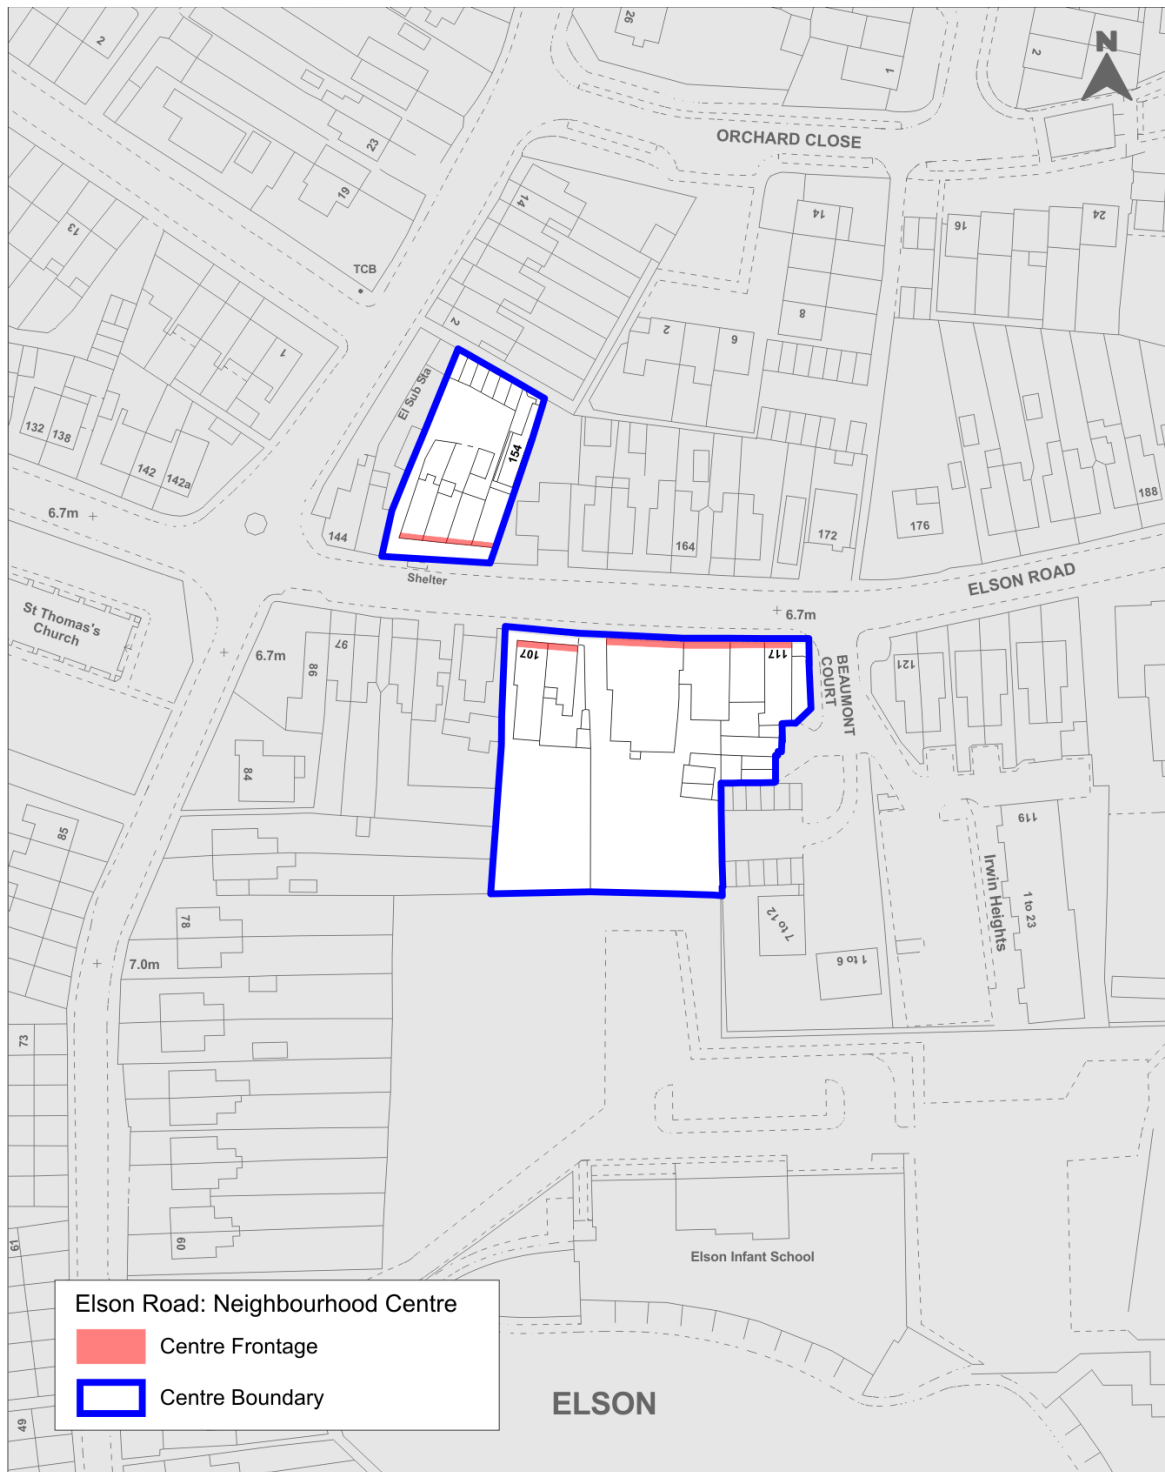 26
2
N
1
2
ORCHARD CLOSE
23
19
14
14
16
24
13
TCB
8
2
2
6
1
El Sub Sta
132
138
142
142a
154
188
6.7m
144
164
172
176
Shelter
ELSON ROAD
St Thomas's
Church
6.7m
6.7m
97
86
107
117
BEAUMONT
COURT
121
84
85
119
Irwin Heights
1 to 23
78
7 to 12
1 to 6
7.0m
73
60
61
Elson Infant School
Elson Road: Neighbourhood Centre
Centre Frontage
Centre Boundary
ELSON
49